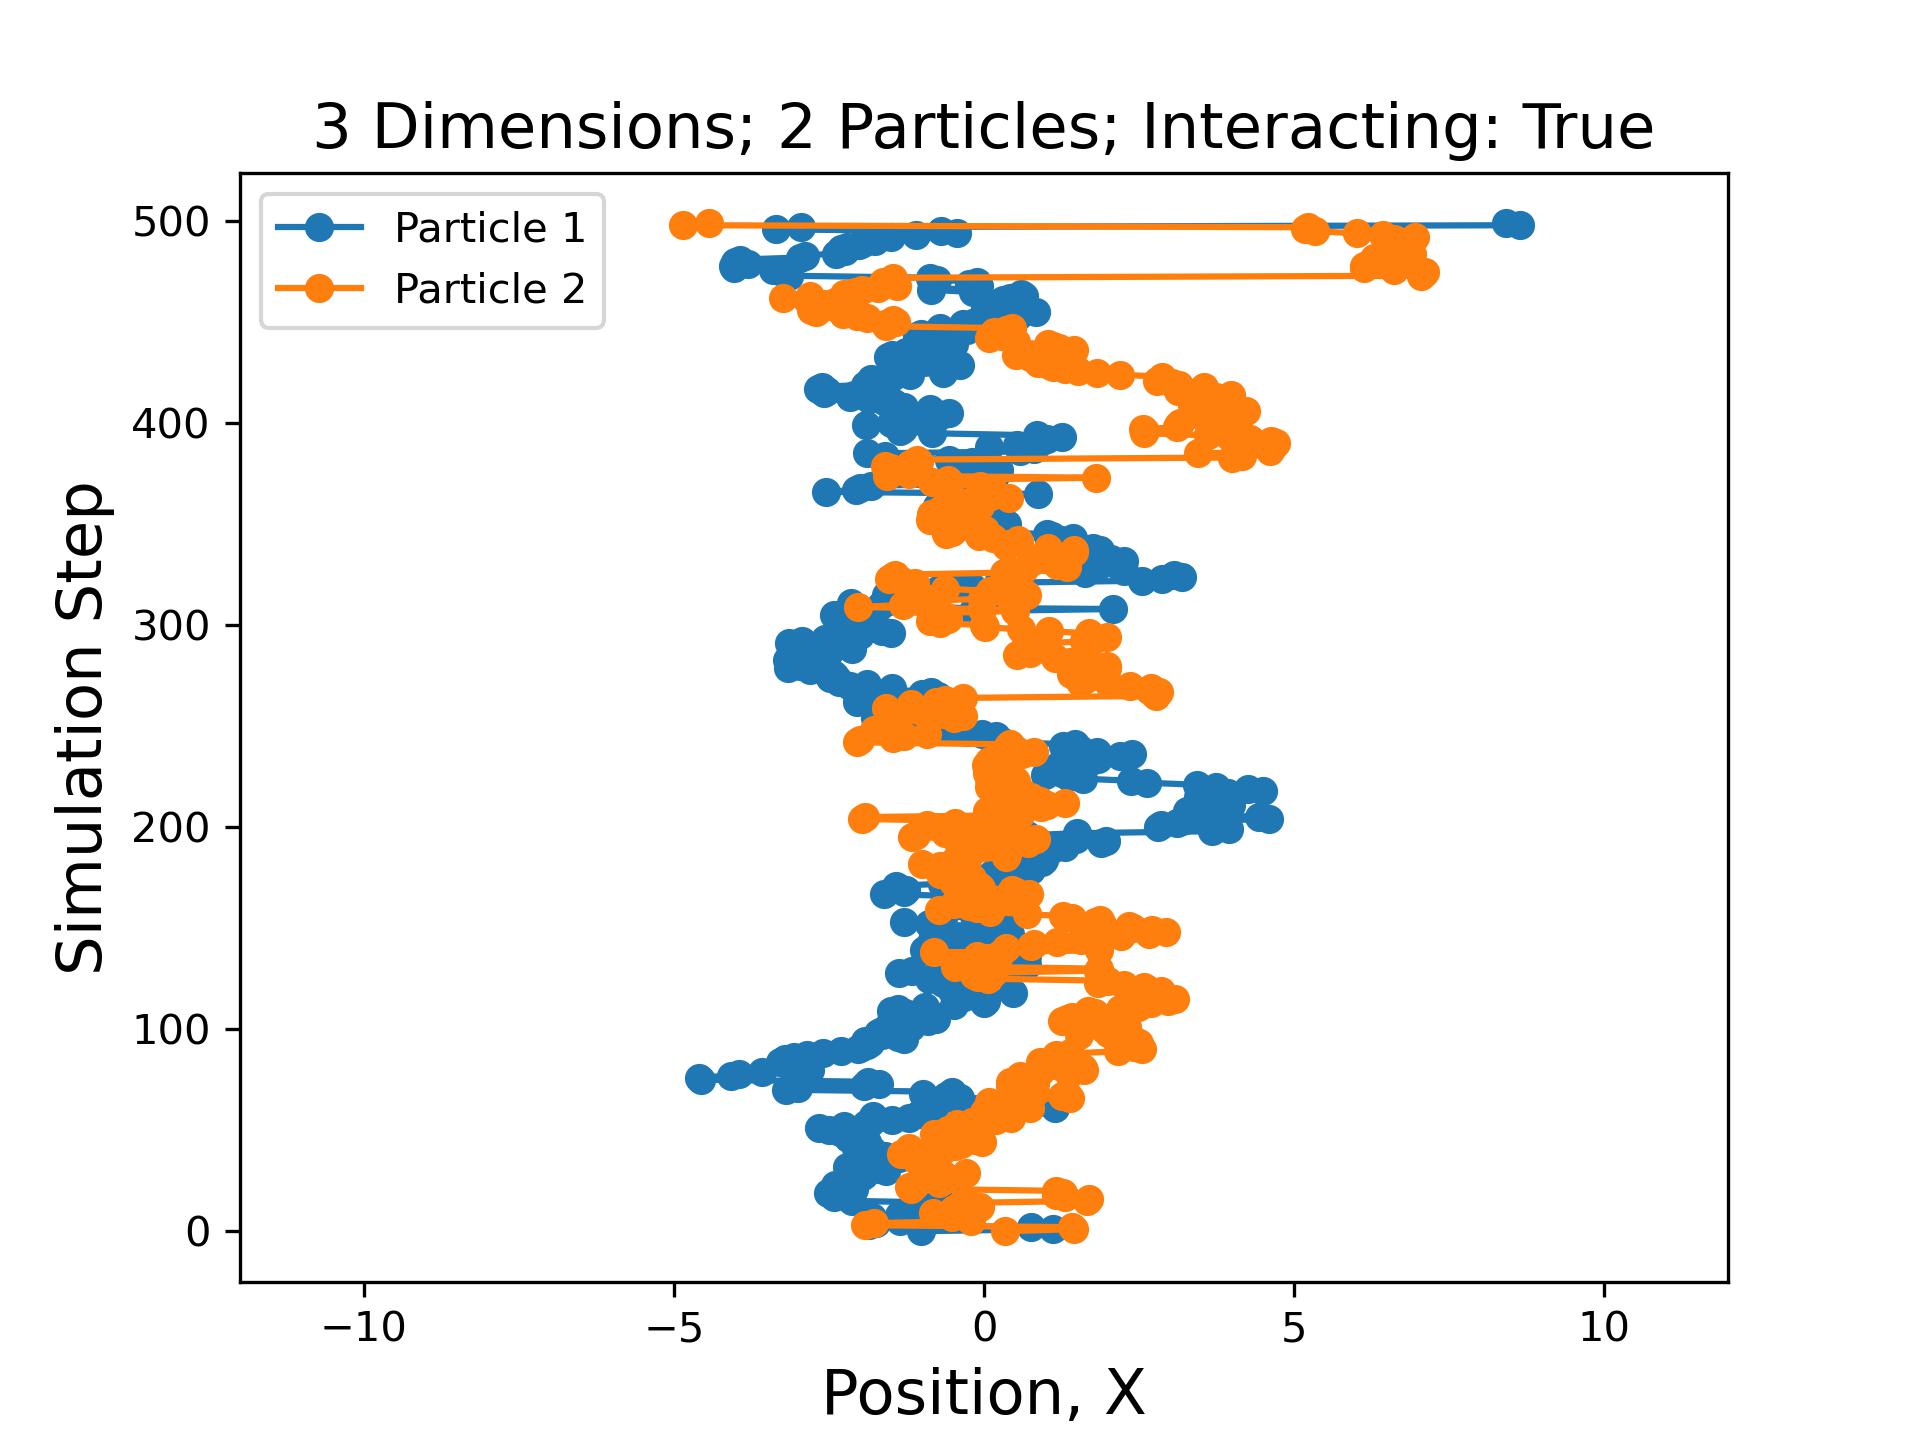 3 Dimensions; 2 Particles; Interacting: True
Particle 1
Particle 2
500
400
300
200
100
0
Simulation Step
−10
−5
0
5
10
Position, X